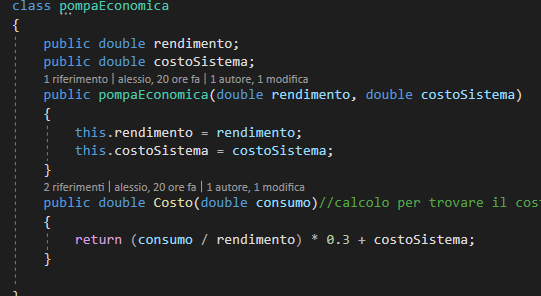 class pompaEconomica
{
public double rendimento;
public double costoSistema;
1 riferimento | alessio, 20 ore fa | 1 autore, 1 modifica
public pompaEconomica(double rendimento, double costoSistema)
{
this.rendimento = rendimento;
this.costoSistema = costoSistema;
}
2 riferimenti | alessio, 20 ore fa | 1 autore, 1 modifica
public double Costo(double consumo)//calcolo per trovare il cos
{
return (consumo / rendimento) * 0.3 + costoSistema;
}
}